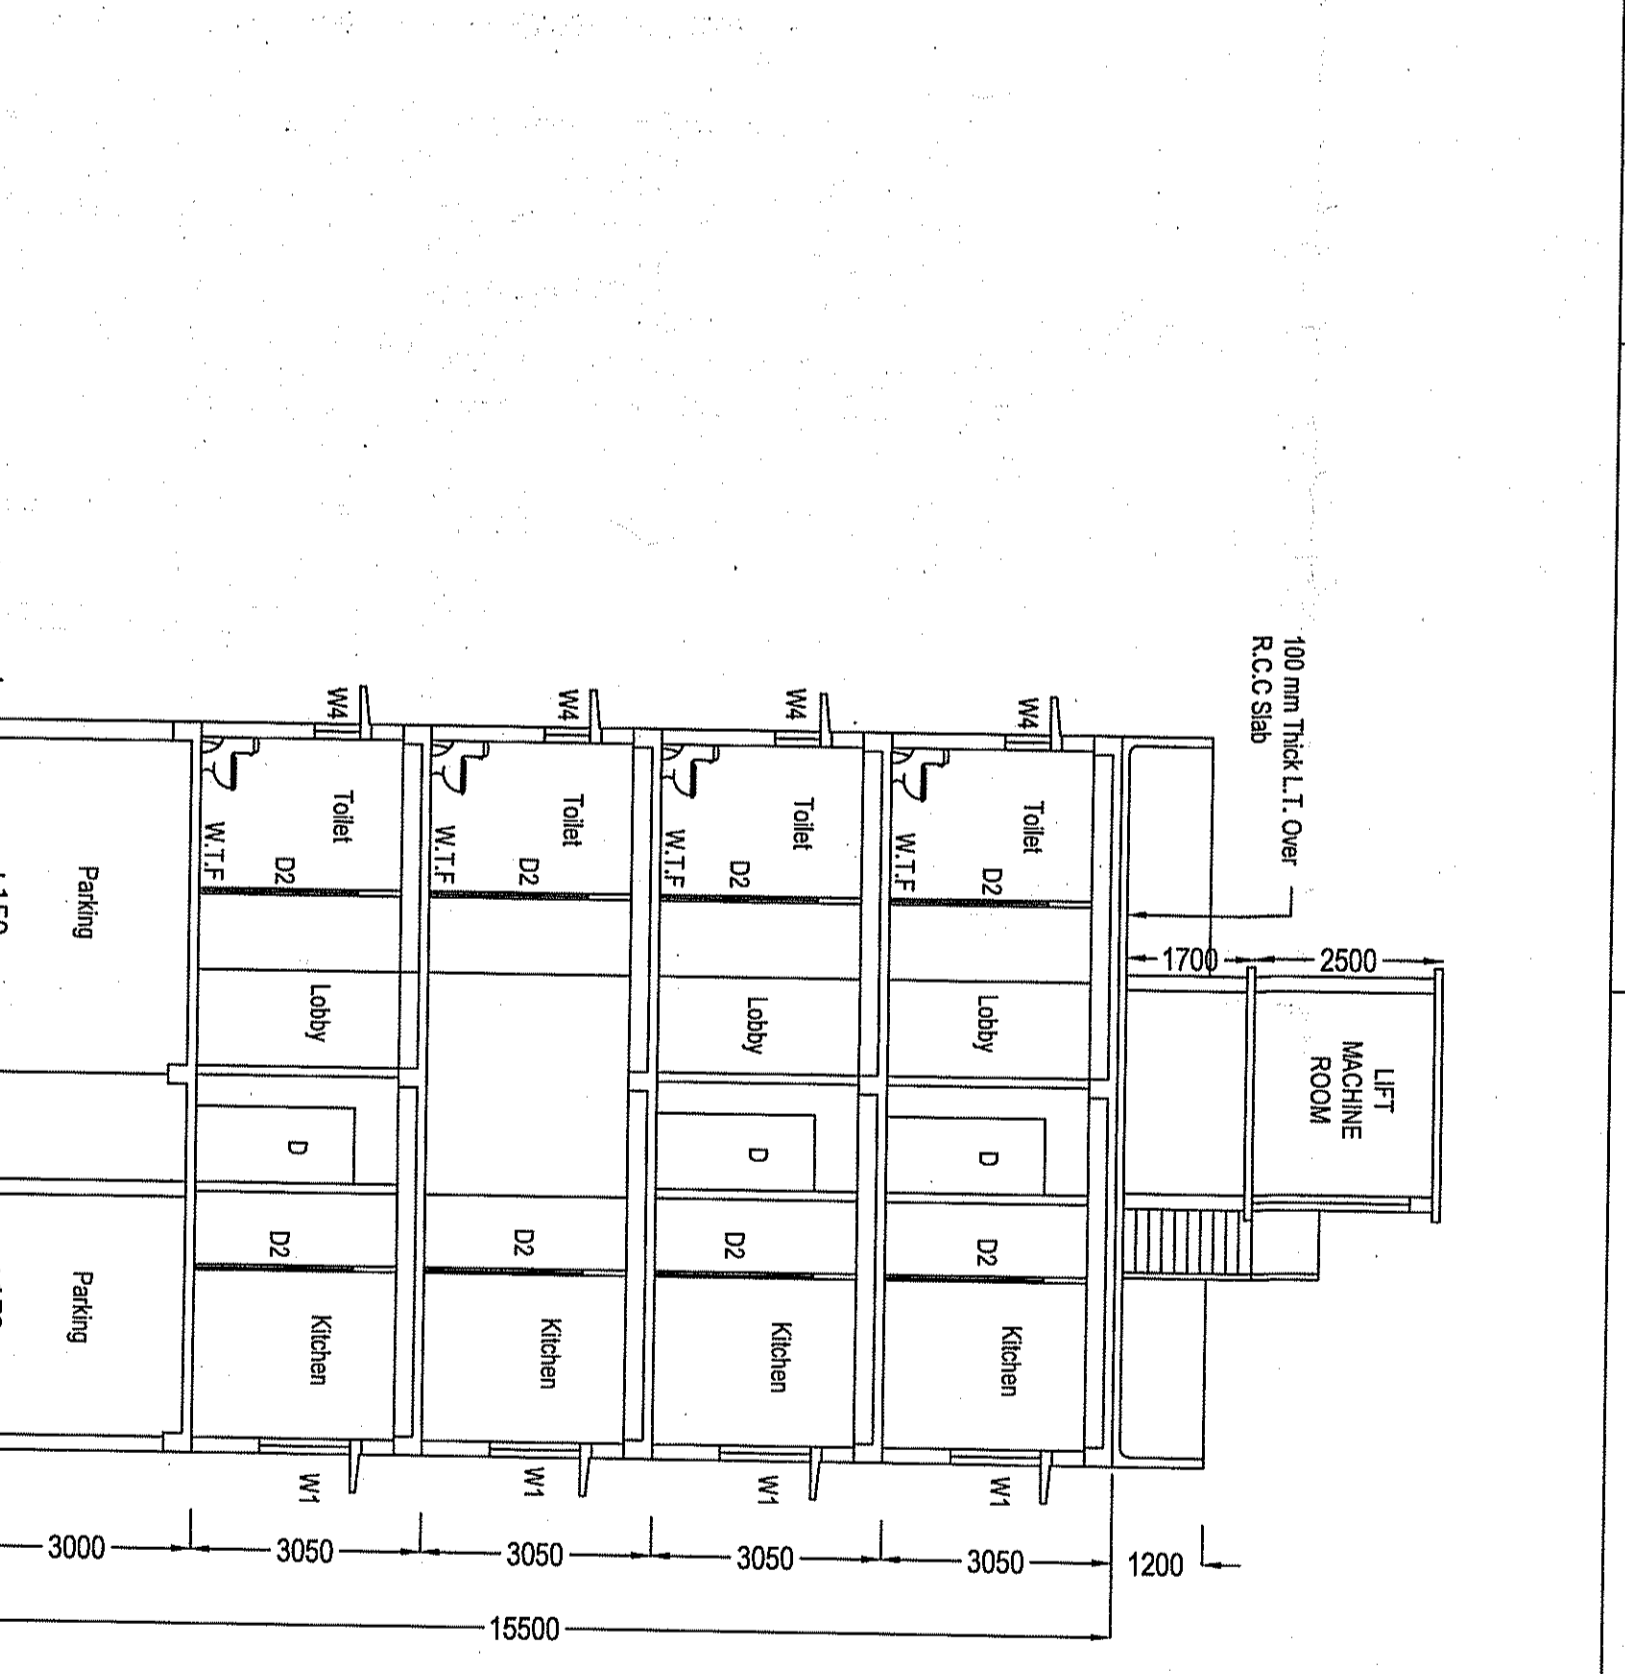 100 mm Thick L.T. Over
R.C.C Slab
2500
1700
LIFT
MACHINE
ROOM
1200
W4
Toilet
D2
W.T.F
Lobby
D
D2
Kitchen
W1
3050
W4
Toilet
D2
W.T.F
Lobby
D
D2
Kitchen
W1
3050
W4
Toilet
D2
W.T.F
D2
Kitchen
W1
3050
W4
Toilet
D2
W.T.F
Lobby
D
D2
Kitchen
W1
3050
Parking
Parking
3000
15500